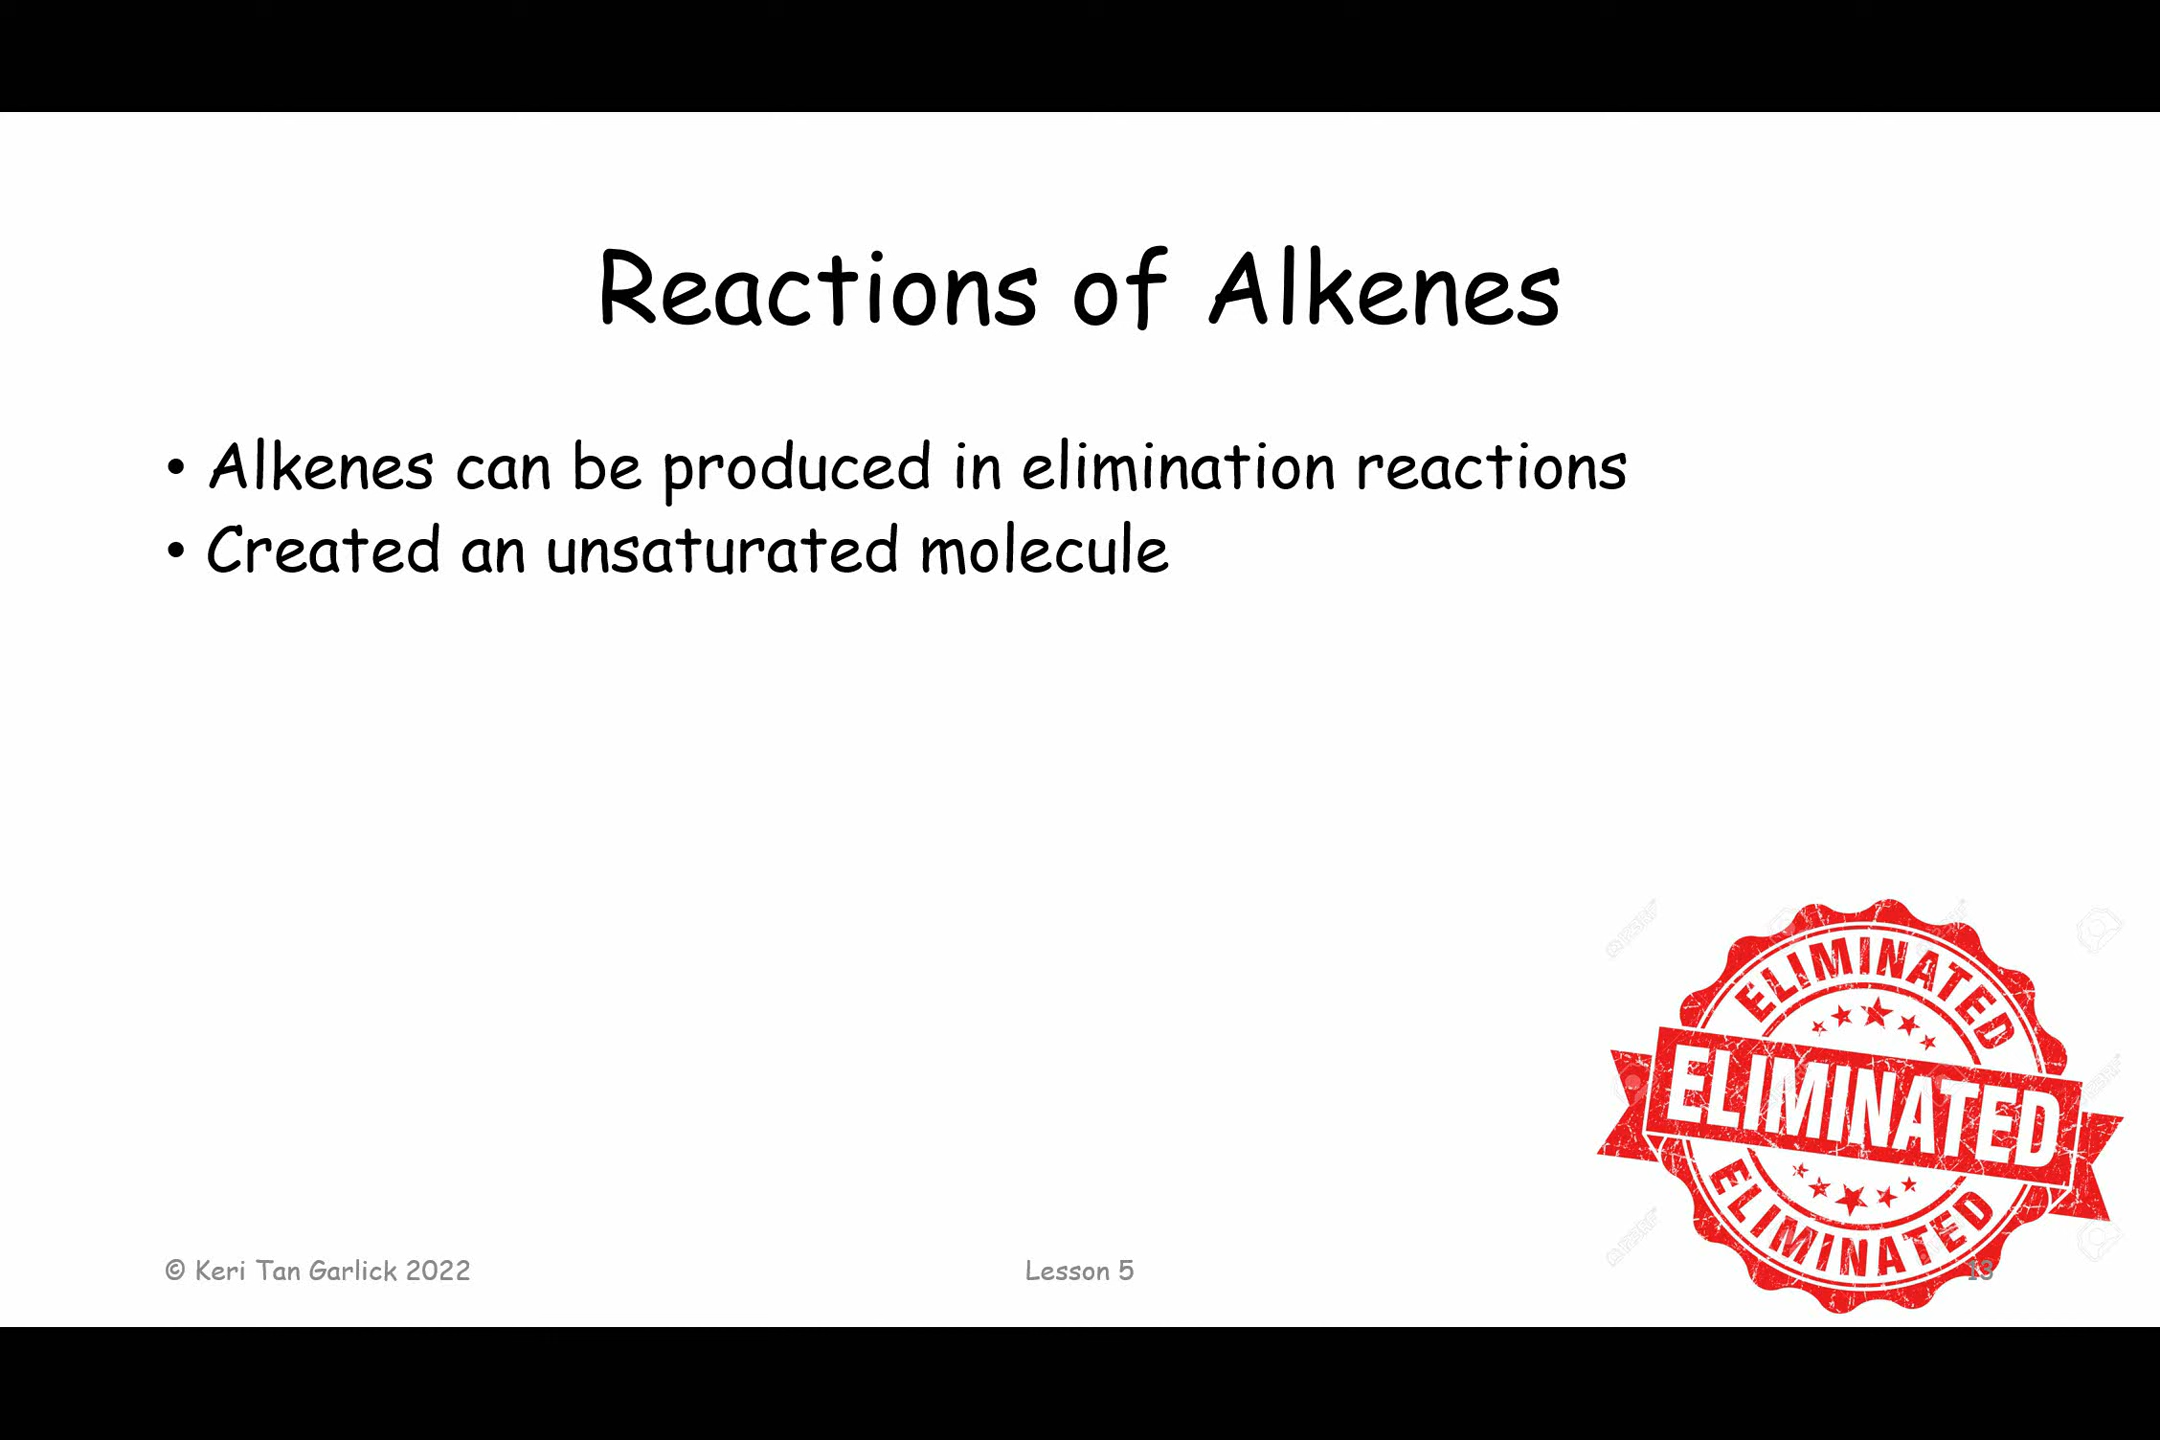 Reactions of Alkenes
• Alkenes can be produced in elimination reactions
• Created an unsaturated molecule
ELIMINATED
ELIMINATED
ELIMINATED
© Keri Tan Garlick 2022
Lesson 5
13